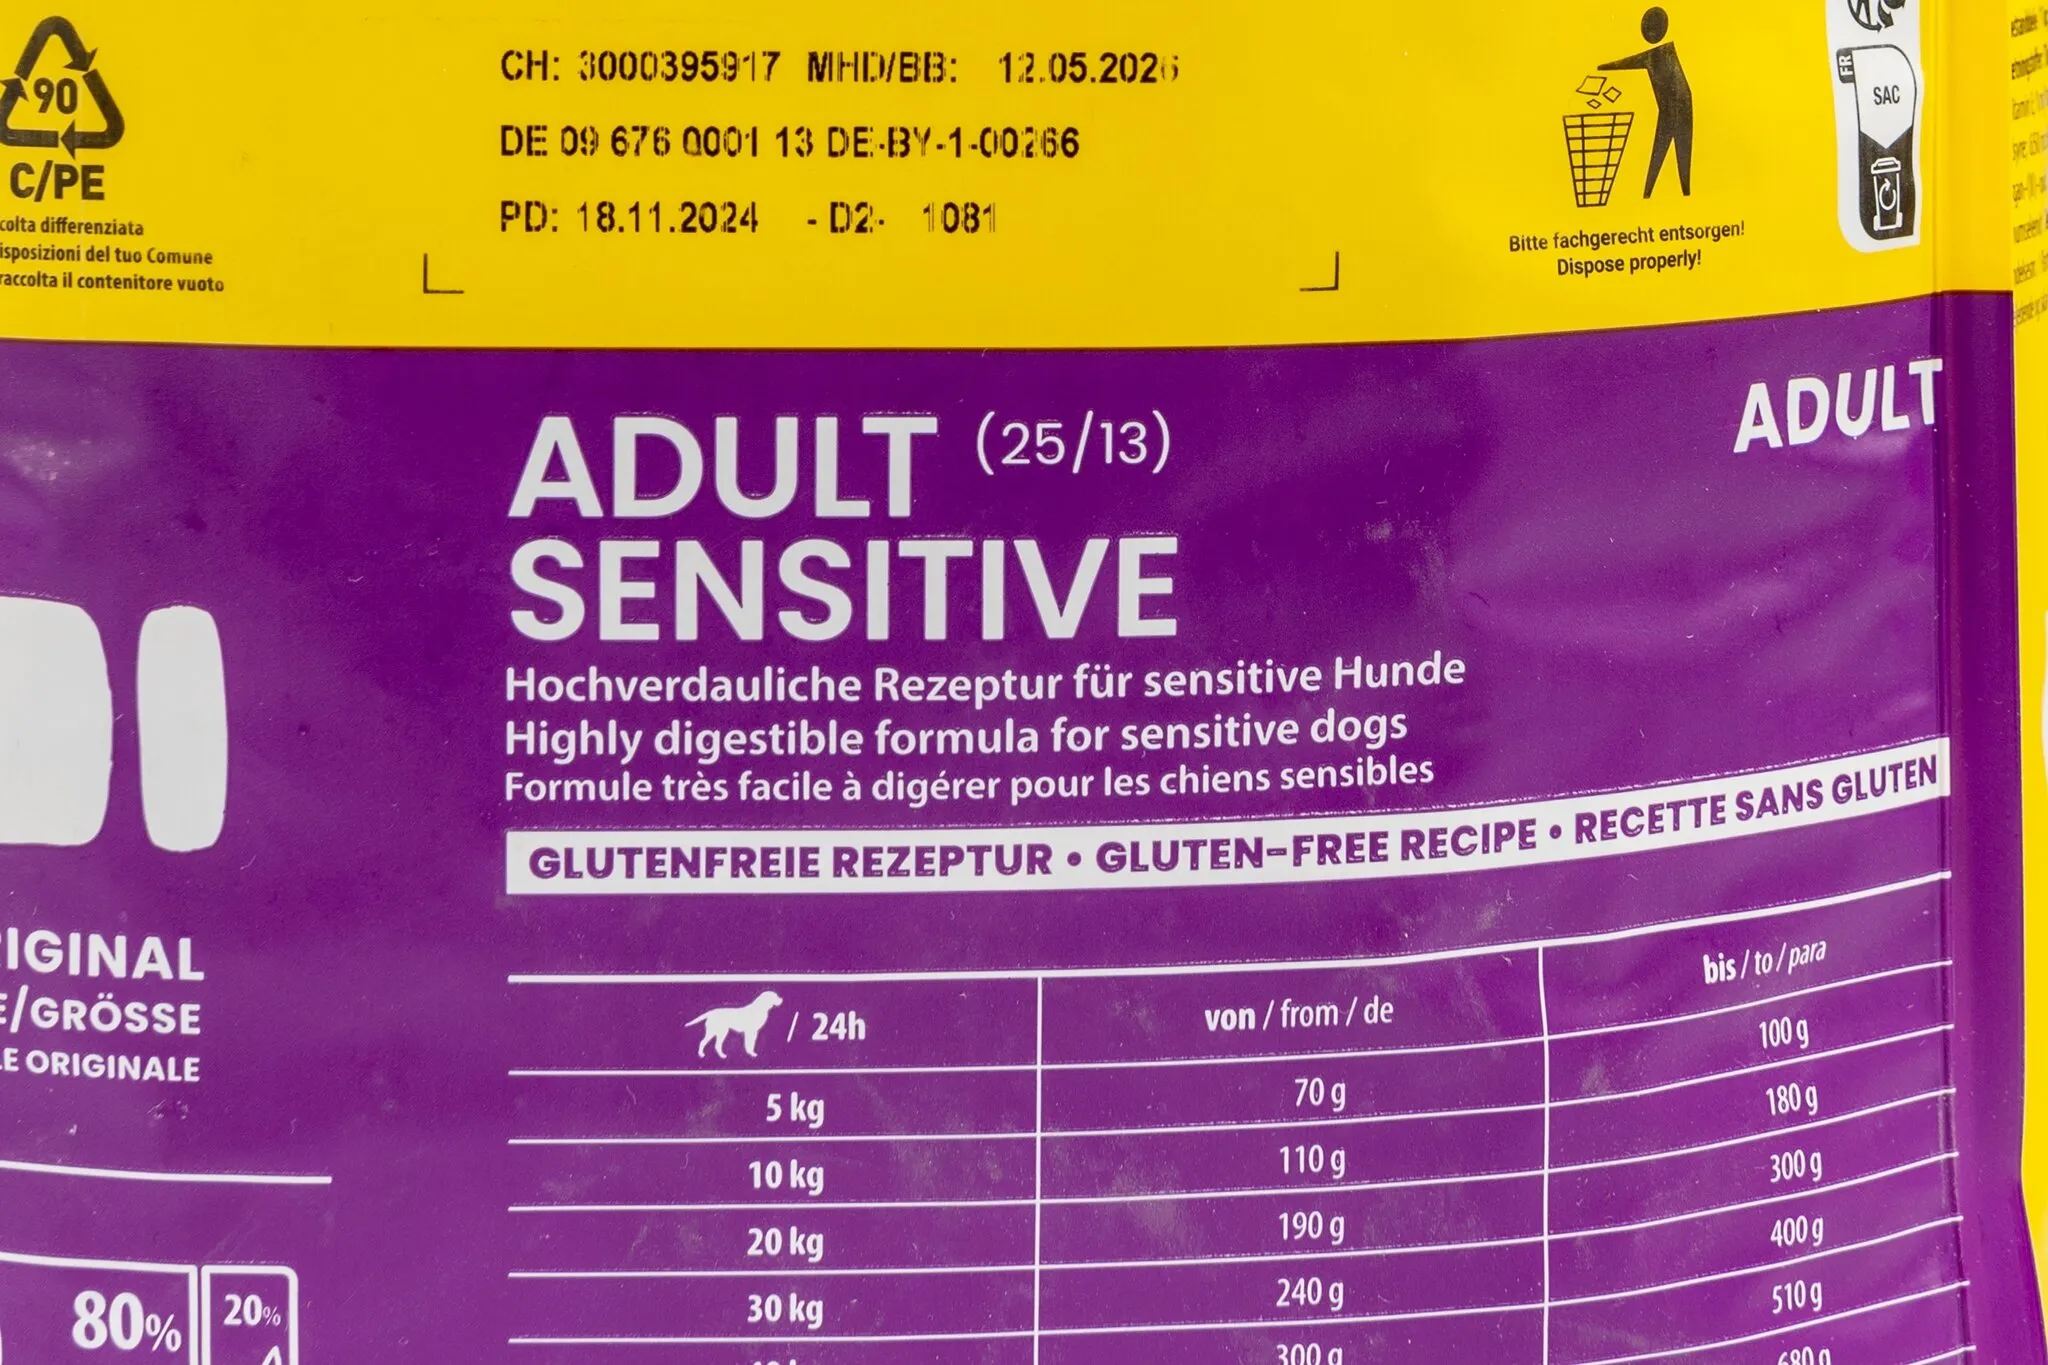 90
C/PE
colta differenziata
isposizioni del tuo Comune
raccolta il contenitore vuoto
CH: 3000395917 MHD/BB: 12.05.2026
DE 09 676 0001 13 DE-BY-1-00266
PD: 18.11.2024 - D2- 1081
Bitte fachgerecht entsorgen!
Dispose properly!
FR
SAC
ADULT (25/13)
SENSITIVE
ADULT
Hochverdauliche Rezeptur für sensitive Hunde
Highly digestible formula for sensitive dogs
Formule très facile à digérer pour les chiens sensibles
GLUTENFREIE REZEPTUR • GLUTEN-FREE RECIPE • RECETTE SANS GLUTEN
IGINAL
E/GRÖSSE
LE ORIGINALE
80%
20%
/ 24h von / from / de bis / to / para
5 kg 70 g 100 g
10 kg 110 g 180 g
20 kg 190 g 300 g
30 kg 240 g 400 g
300 g 510 g
680 g